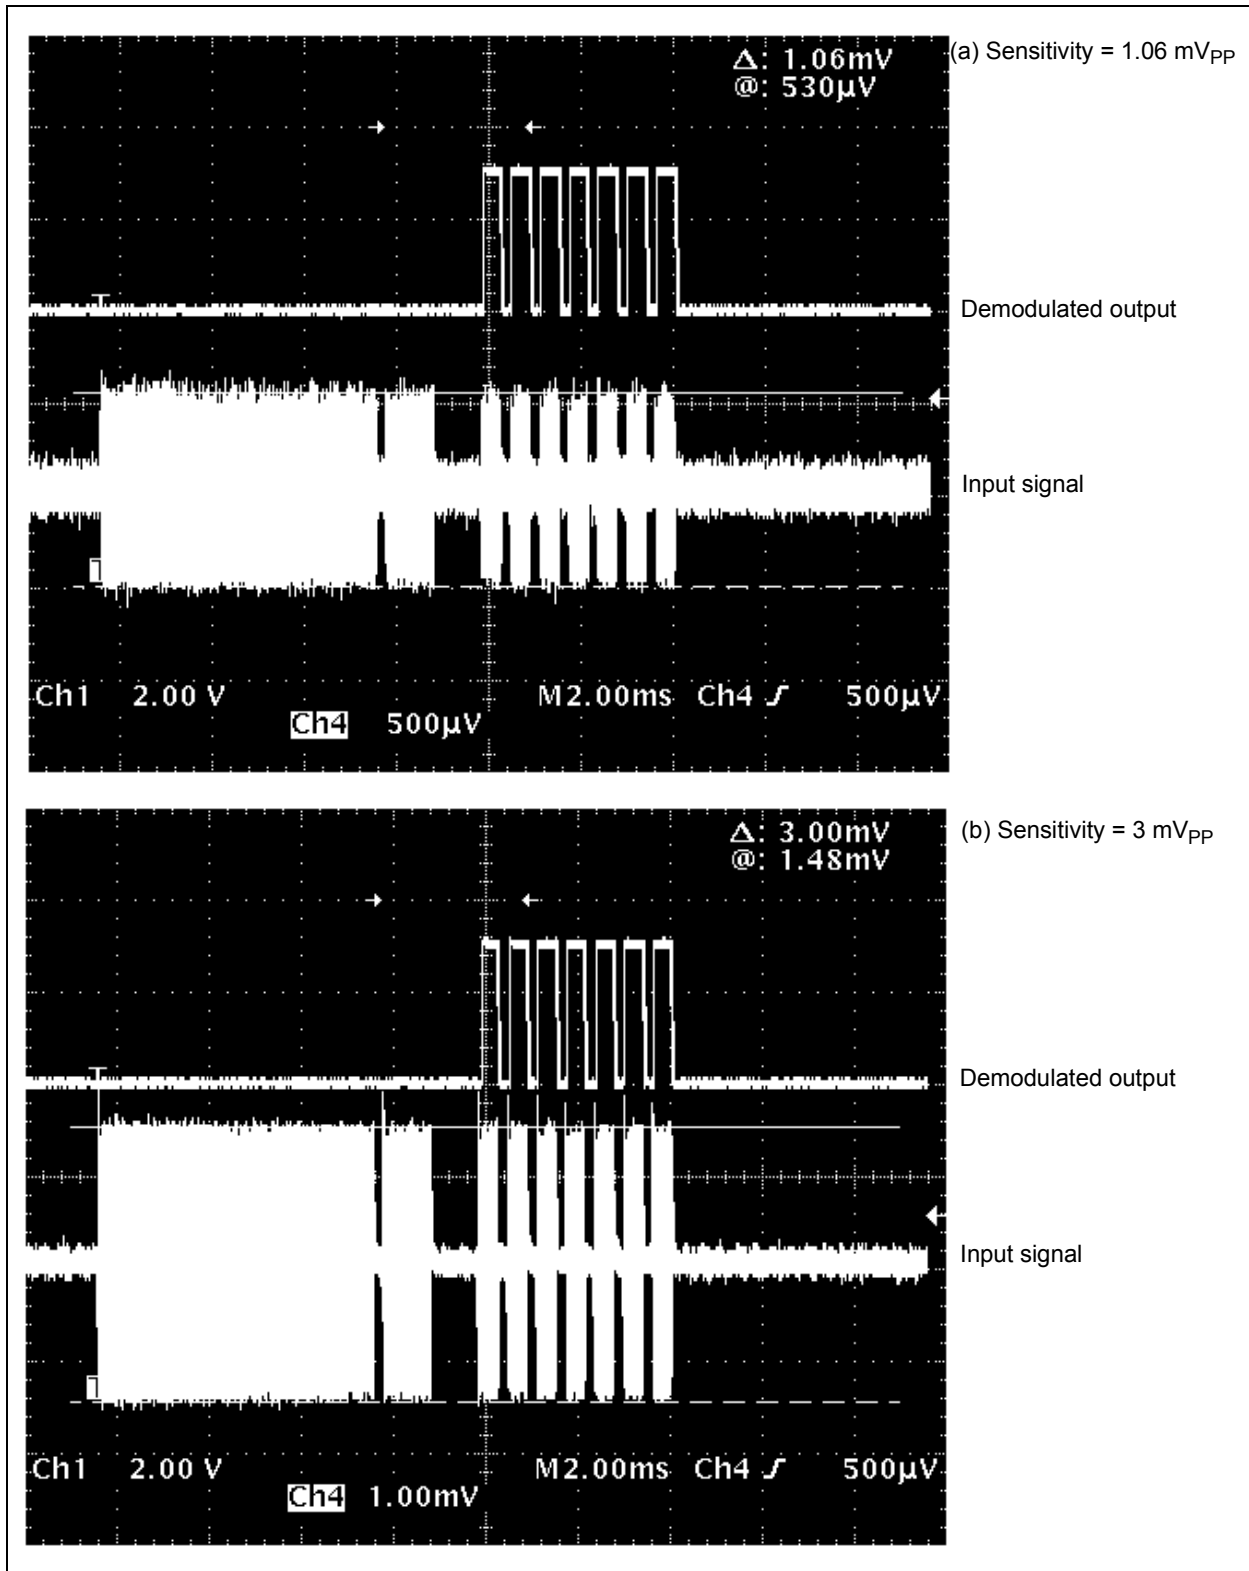 Δ: 1.06mV
@: 530µV
(a) Sensitivity = 1.06 mVPP
Demodulated output
Input signal
Ch1 2.00 V M2.00ms Ch4 ƒ 500µV
Ch4 500µV
Δ: 3.00mV
@: 1.48mV
(b) Sensitivity = 3 mVPP
Demodulated output
Input signal
Ch1 2.00 V M2.00ms Ch4 ƒ 500µV
Ch4 1.00mV